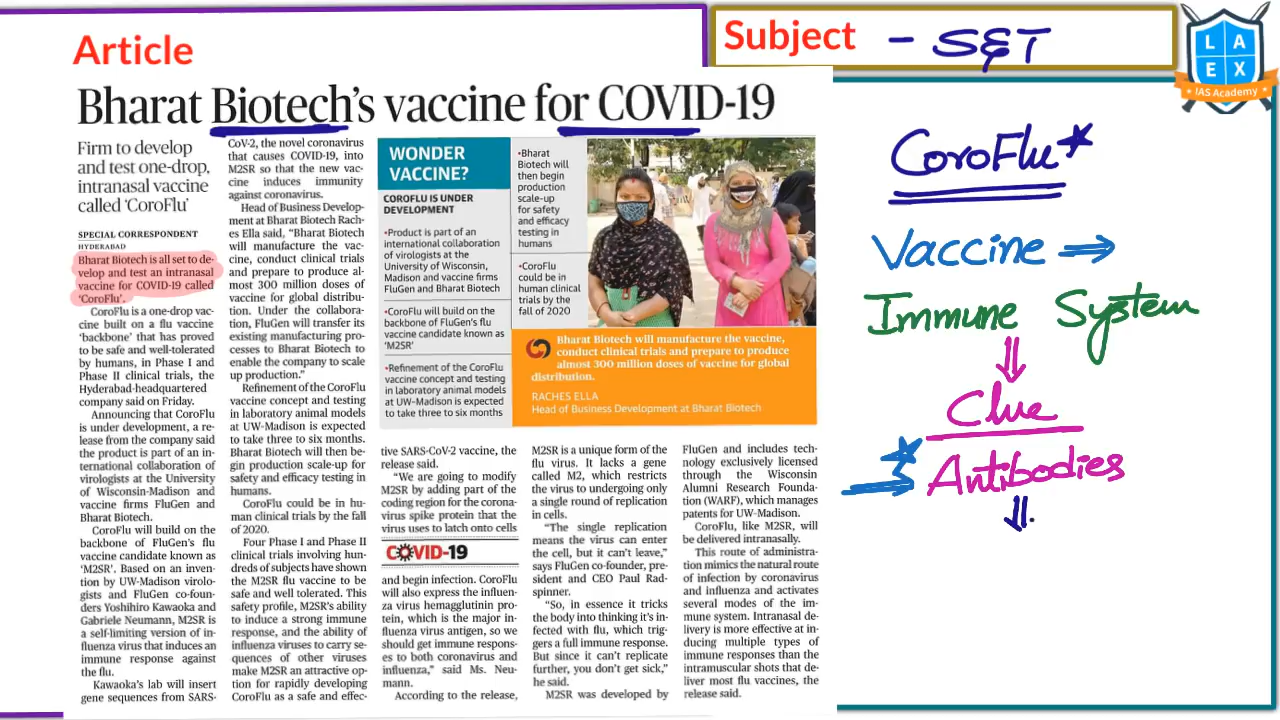 Article
Subject - S&T
L A
E X
IAS Academy
Bharat Biotech's vaccine for COVID-19
Firm to develop
and test one-drop,
intranasal vaccine
called 'CoroFlu'
SPECIAL CORRESPONDENT
HYDERABAD
Bharat Biotech is all set to de-
velop and test an intranasal
vaccine for COVID-19 called
'CoroFlu'.
CoroFlu is a one-drop vac-
cine built on a flu vaccine
'backbone' that has proved
to be safe and well-tolerated
by humans, in Phase I and
Phase II clinical trials, the
Hyderabad-headquartered
company said on Friday.
Announcing that CoroFlu
is under development, a re-
lease from the company said
the product is part of an in-
ternational collaboration of
virologists at the University
of Wisconsin-Madison and
vaccine firms FluGen and
Bharat Biotech.
CoroFlu will build on the
backbone of FluGen's flu
vaccine candidate known as
'M2SR'. Based on an inven-
tion by UW-Madison virolo-
gists and FluGen co-foun-
ders Yoshihiro Kawaoka and
Gabriele Neumann, M2SR is
a self-limiting version of in-
fluenza virus that induces an
immune response against
the flu.
Kawaoka's lab will insert
gene sequences from SARS-
CoV-2, the novel coronavirus
that causes COVID-19, into
M2SR so that the new vac-
cine induces immunity
against coronavirus.
Head of Business Develop-
ment at Bharat Biotech Rach-
es Ella said, "Bharat Biotech
will manufacture the vac-
cine, conduct clinical trials
and prepare to produce al-
most 300 million doses of
vaccine for global distribu-
tion. Under the collabora-
tion, FluGen will transfer its
existing manufacturing pro-
cesses to Bharat Biotech to
enable the company to scale
up production."
Refinement of the CoroFlu
vaccine concept and testing
in laboratory animal models
at UW-Madison is expected
to take three to six months.
Bharat Biotech will then be-
gin production scale-up for
safety and efficacy testing in
humans.
CoroFlu could be in hu-
man clinical trials by the fall
of 2020.
Four Phase I and Phase II
clinical trials involving hun-
dreds of subjects have shown
the M2SR flu vaccine to be
safe and well tolerated. This
safety profile, M2SR's ability
to induce a strong immune
response, and the ability of
influenza viruses to carry se-
quences of other viruses
make M2SR an attractive op-
tion for rapidly developing
CoroFlu as a safe and effec-
WONDER
VACCINE?
COROFLU IS UNDER
DEVELOPMENT
•Product is part of an
international collaboration
of virologists at the
University of Wisconsin,
Madison and vaccine firms
FluGen and Bharat Biotech
•CoroFlu will build on the
backbone of FluGen's flu
vaccine candidate known as
'M2SR'
•Refinement of the CoroFlu
vaccine concept and testing
in laboratory animal models
at UW-Madison is expected
to take three to six months
•Bharat
Biotech will
then begin
production
scale-up
for safety
and efficacy
testing in
humans
•CoroFlu
could be in
human clinical
trials by the
fall of 2020
Bharat Biotech will manufacture the vaccine,
conduct clinical trials and prepare to produce
almost 300 million doses of vaccine for global
distribution.
RACHES ELLA
Head of Business Development at Bharat Biotech
tive SARS-CoV-2 vaccine, the
release said.
"We are going to modify
M2SR by adding part of the
coding region for the corona-
virus spike protein that the
virus uses to latch onto cells
COVID-19
and begin infection. CoroFlu
will also express the influen-
za virus hemagglutinin pro-
tein, which is the major in-
fluenza virus antigen, so we
should get immune respons-
es to both coronavirus and
influenza," said Ms. Neu-
mann.
According to the release,
M2SR is a unique form of the
flu virus. It lacks a gene
called M2, which restricts
the virus to undergoing only
a single round of replication
in cells.
"The single replication
means the virus can enter
the cell, but it can't leave,"
says FluGen co-founder, pre-
sident and CEO Paul Rad-
spinner.
"So, in essence it tricks
the body into thinking it's in-
fected with flu, which trig-
gers a full immune response.
But since it can't replicate
further, you don't get sick,"
he said.
M2SR was developed by
FluGen and includes tech-
nology exclusively licensed
through the Wisconsin
Alumni Research Founda-
tion (WARF), which manages
patents for UW-Madison.
CoroFlu, like M2SR, will
be delivered intranasally.
This route of administra-
tion mimics the natural route
of infection by coronavirus
and influenza and activates
several modes of the im-
mune system. Intranasal de-
livery is more effective at in-
ducing multiple types of
immune responses than the
intramuscular shots that de-
liver most flu vaccines, the
release said.
CoroFlu
Vaccine →
Immune System
Clue
Antibodies